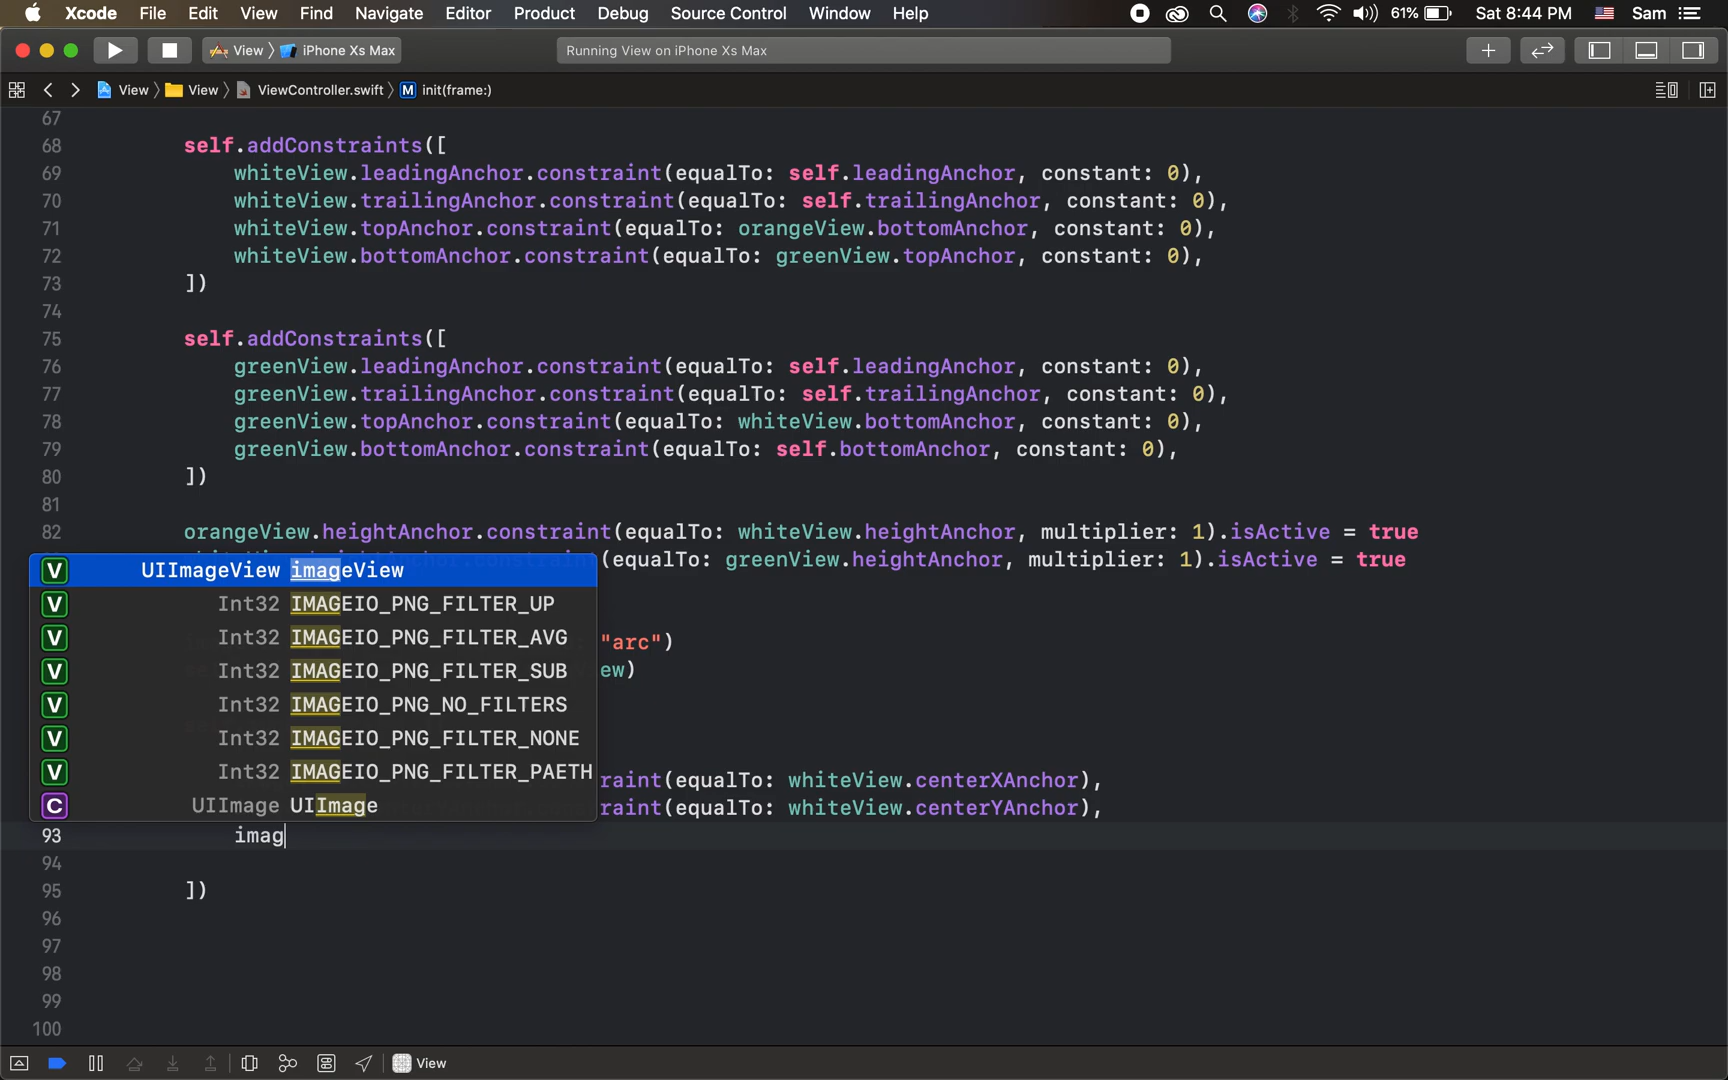 Xcode File Edit View Find Navigate Editor Product Debug Source Control Window Help 61% Sat 8:44 PM Sam
View 〉 iPhone Xs Max Running View on iPhone Xs Max
View 〉 View 〉 ViewController.swift 〉 M init(frame:)
67
68 self.addConstraints([
69 whiteView.leadingAnchor.constraint(equalTo: self.leadingAnchor, constant: 0),
70 whiteView.trailingAnchor.constraint(equalTo: self.trailingAnchor, constant: 0),
71 whiteView.topAnchor.constraint(equalTo: orangeView.bottomAnchor, constant: 0),
72 whiteView.bottomAnchor.constraint(equalTo: greenView.topAnchor, constant: 0),
73 ])
74
75 self.addConstraints([
76 greenView.leadingAnchor.constraint(equalTo: self.leadingAnchor, constant: 0),
77 greenView.trailingAnchor.constraint(equalTo: self.trailingAnchor, constant: 0),
78 greenView.topAnchor.constraint(equalTo: whiteView.bottomAnchor, constant: 0),
79 greenView.bottomAnchor.constraint(equalTo: self.bottomAnchor, constant: 0),
80 ])
81
82 orangeView.heightAnchor.constraint(equalTo: whiteView.heightAnchor, multiplier: 1).isActive = true
(equalTo: greenView.heightAnchor, multiplier: 1).isActive = true
V UIImageView imageView
V Int32 IMAGEIO_PNG_FILTER_UP
V Int32 IMAGEIO_PNG_FILTER_AVG "arc")
V Int32 IMAGEIO_PNG_FILTER_SUB ew)
V Int32 IMAGEIO_PNG_NO_FILTERS
V Int32 IMAGEIO_PNG_FILTER_NONE
V Int32 IMAGEIO_PNG_FILTER_PAETH raint(equalTo: whiteView.centerXAnchor),
C UIImage UIImage raint(equalTo: whiteView.centerYAnchor),
93 imag
94
95 ])
96
97
98
99
100
View